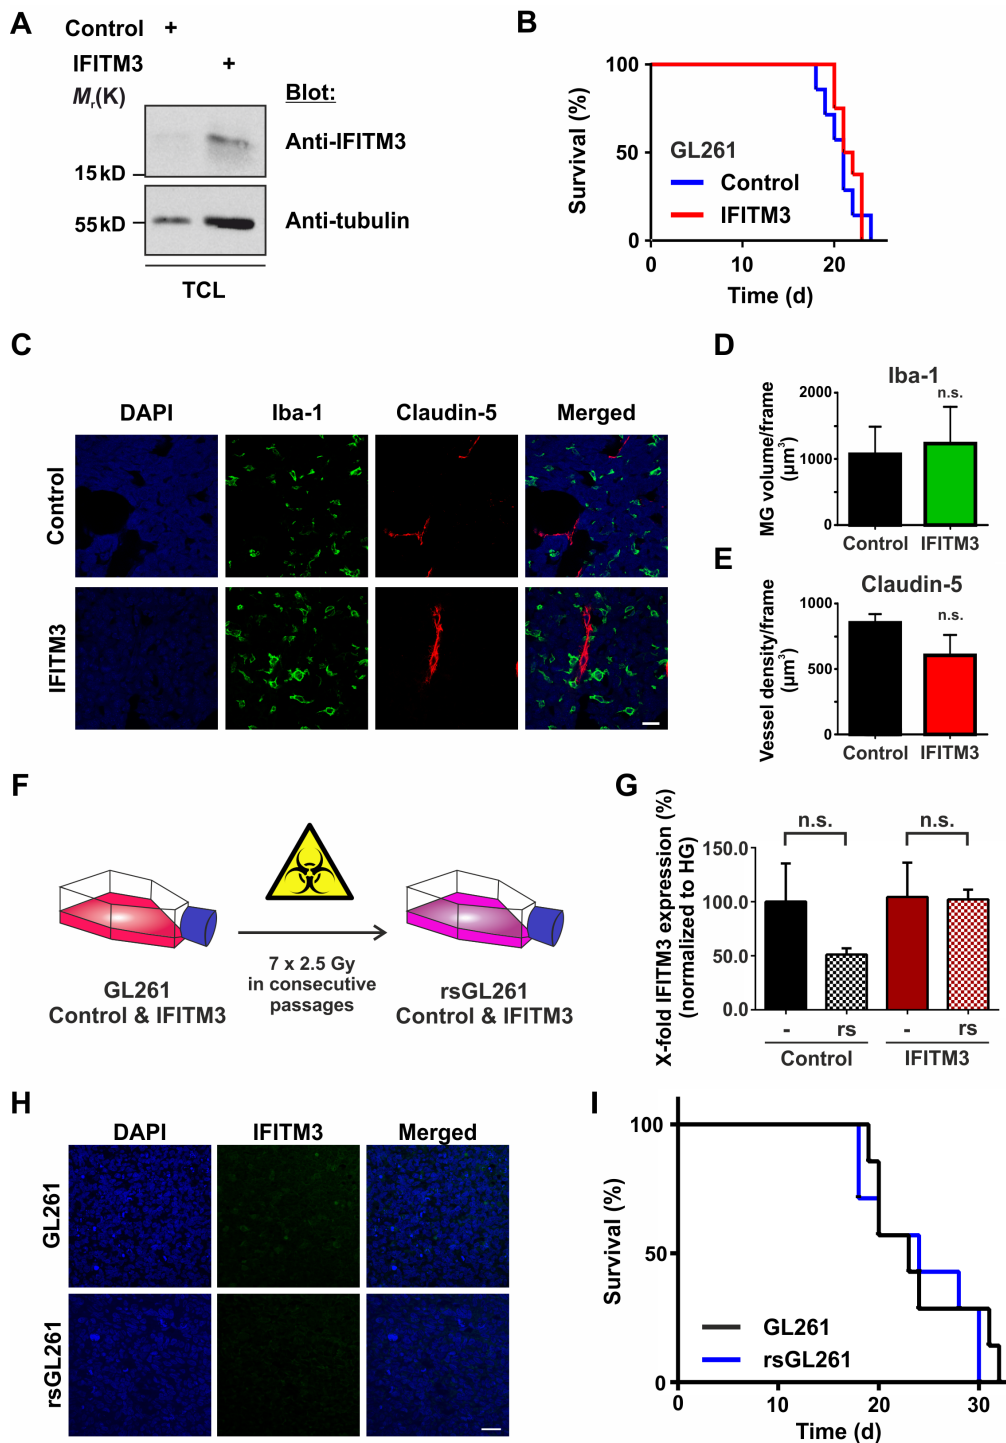 A
Control +
IFITM3 +
Mr(K)
Blot:
Anti-IFITM3
15 kD
55 kD
Anti-tubulin
TCL
B
Survival (%)
100
50
0
GL261
Control
IFITM3
0 10 20
Time (d)
C
DAPI Iba-1 Claudin-5 Merged
Control
IFITM3
D
Iba-1
n.s.
MG volume/frame
(µm³)
2000
1000
0
Control IFITM3
E
Claudin-5
n.s.
Vessel density/frame
(µm³)
1000
500
0
Control IFITM3
F
7 x 2.5 Gy
in consecutive
passages
GL261
Control & IFITM3
rsGL261
Control & IFITM3
G
X-fold IFITM3 expression (%)
(normalized to HG)
n.s. n.s.
150.0
100.0
50.0
0.0
- rs - rs
Control IFITM3
H
DAPI IFITM3 Merged
GL261
rsGL261
I
Survival (%)
100
50
0
GL261
rsGL261
0 10 20 30
Time (d)